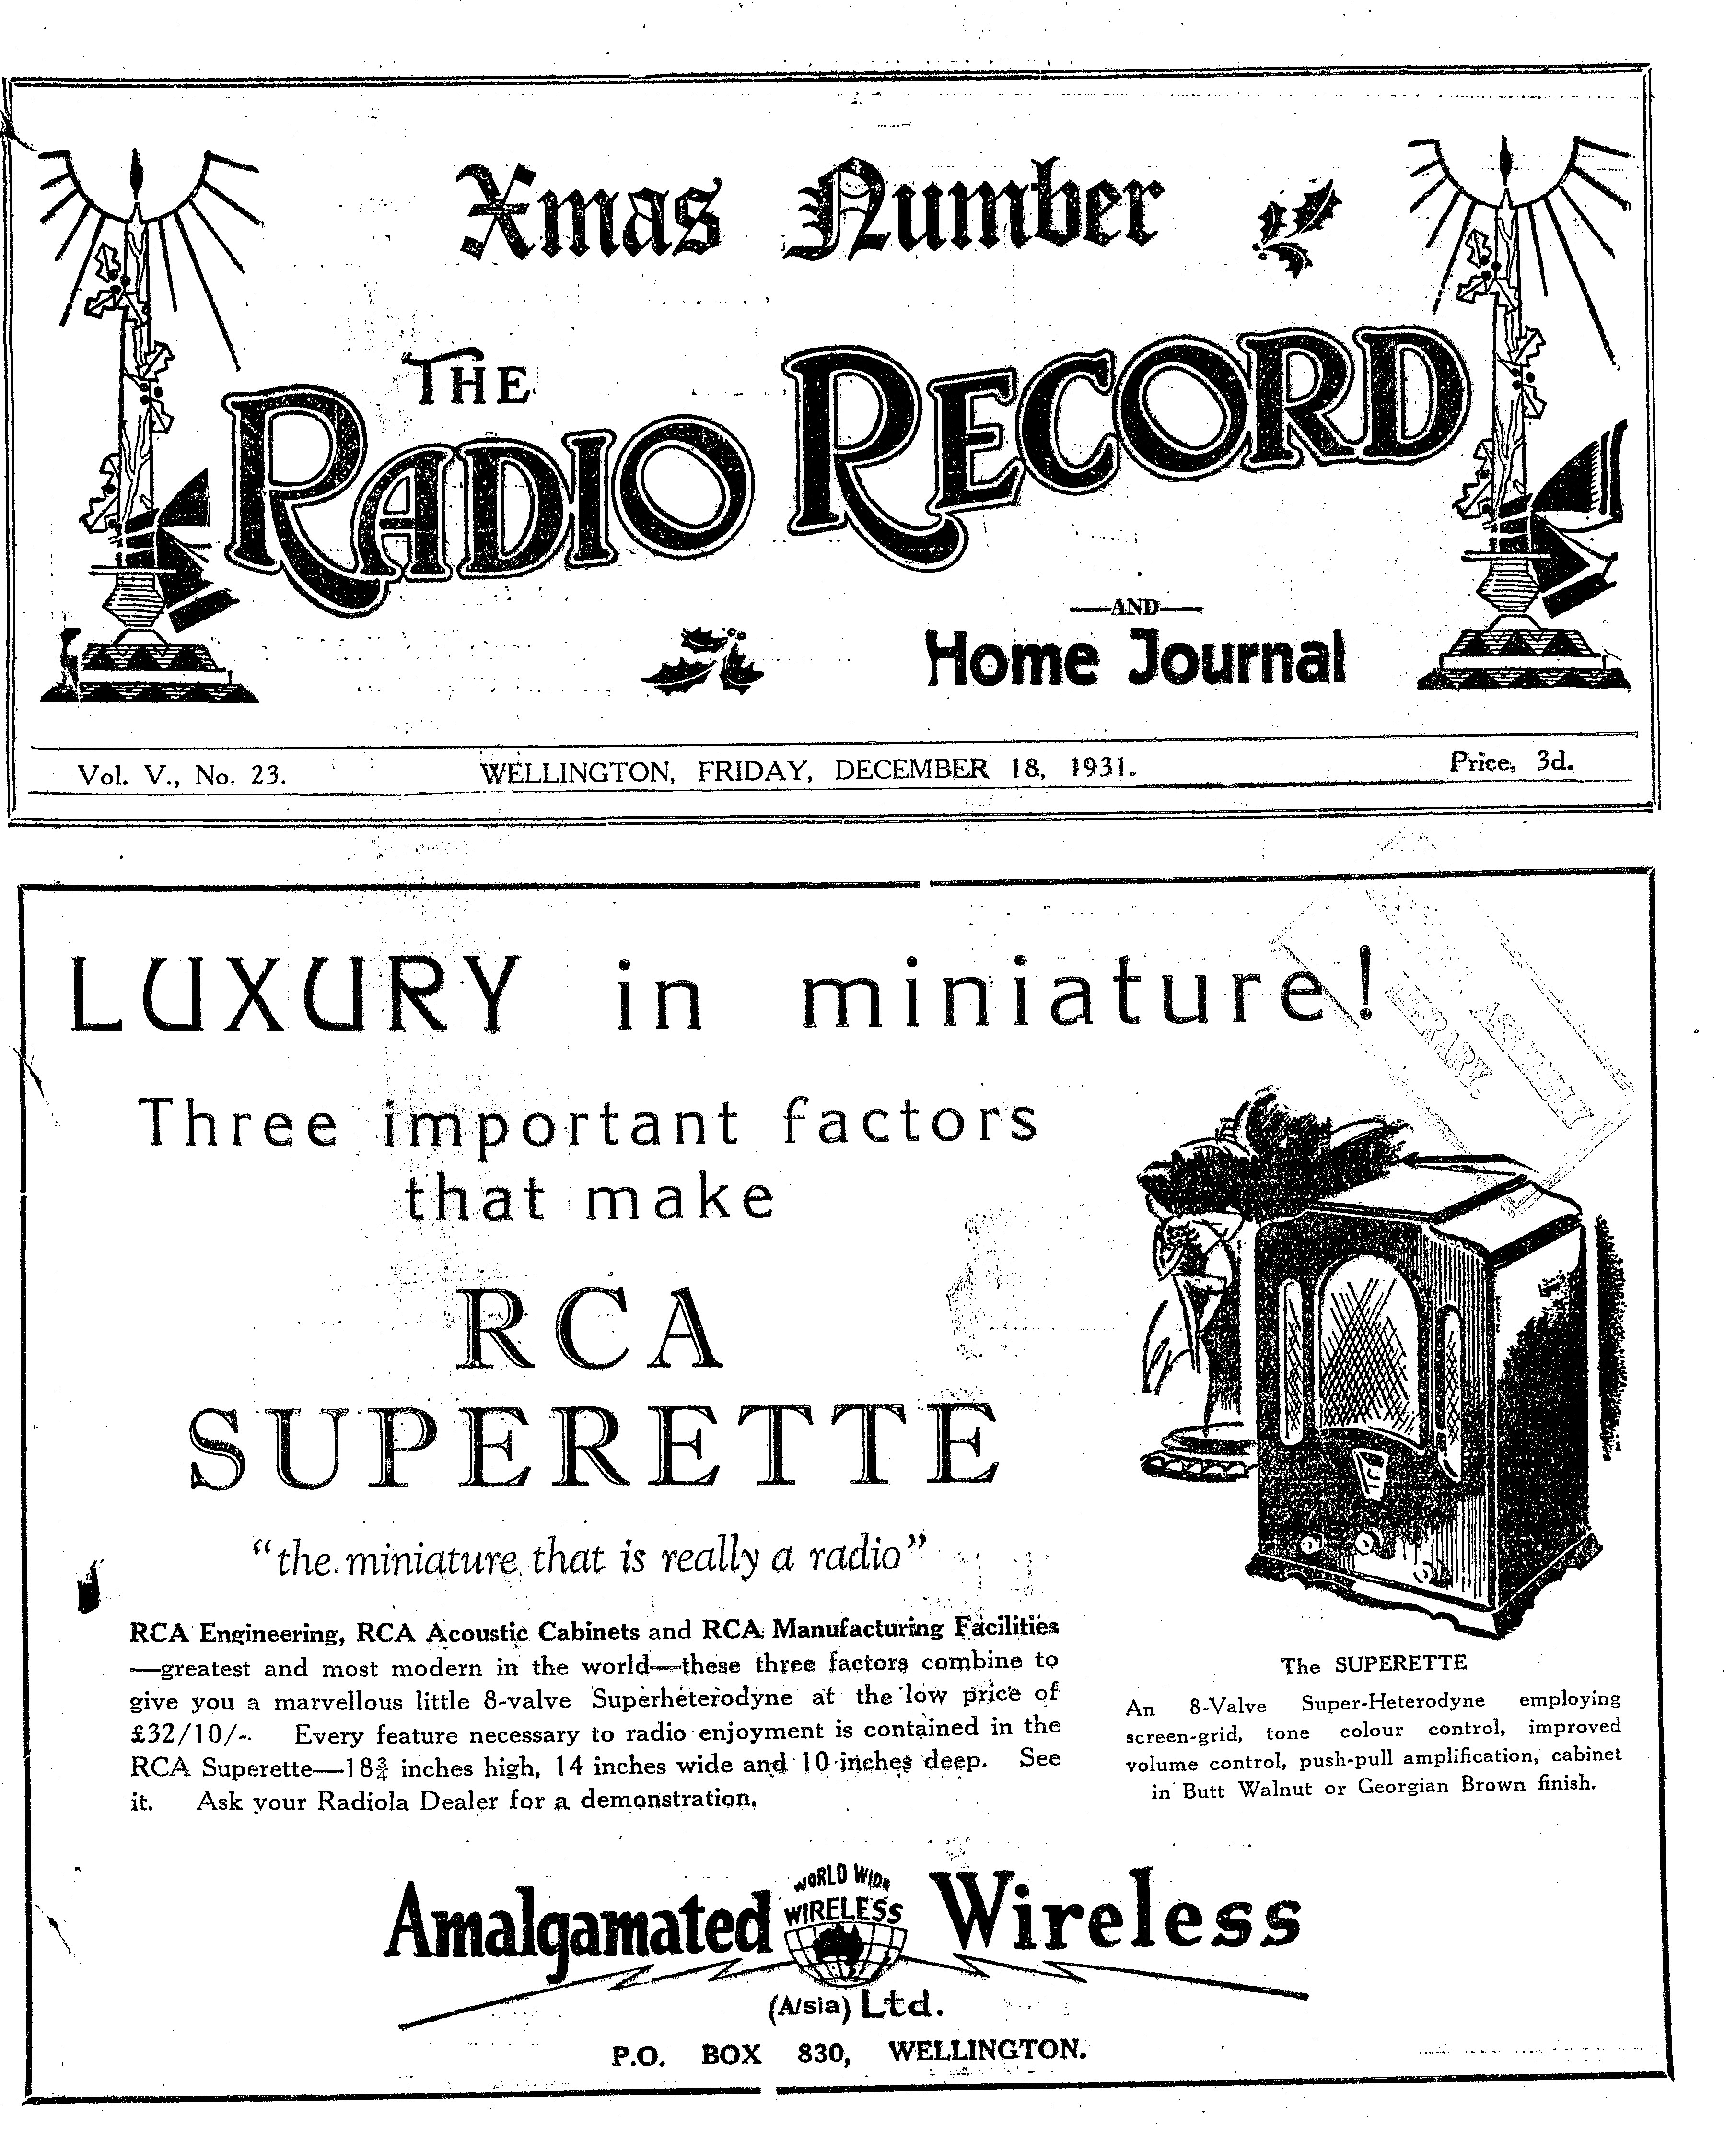 Xmas Number
THE
RADIO RECORD
—AND—
Home Journal
Vol. V., No. 23.
WELLINGTON, FRIDAY, DECEMBER 18, 1931.
Price, 3d.
LUXURY in miniature!
ASSEMBLY
LIBRARY.
Three important factors
that make
RCA
SUPERETTE
"the miniature that is really a radio"
RCA Engineering, RCA Acoustic Cabinets and RCA Manufacturing Facilities
—greatest and most modern in the world—these three factors combine to
give you a marvellous little 8-valve Superheterodyne at the low price of
£32/10/-. Every feature necessary to radio enjoyment is contained in the
RCA Superette—18¾ inches high, 14 inches wide and 10 inches deep. See
it. Ask your Radiola Dealer for a demonstration.
The SUPERETTE
An 8-Valve Super-Heterodyne employing
screen-grid, tone colour control, improved
volume control, push-pull amplification, cabinet
in Butt Walnut or Georgian Brown finish.
Amalgamated Wireless
WORLD WIDE
WIRELESS
(A/sia) Ltd.
P.O. BOX 830, WELLINGTON.